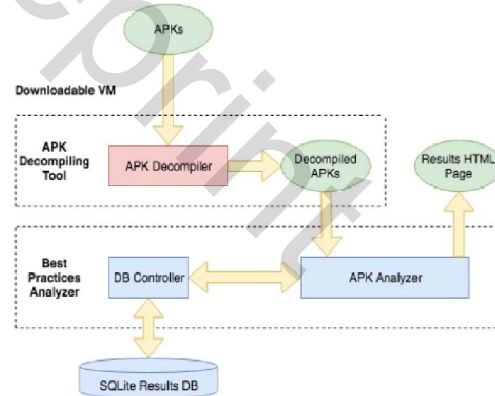 APKs
Downloadable VM
APK
Decompiling
Tool
APK Decompiler
Decompiled
APKs
Results HTML
Page
Best
Practices
Analyzer
DB Controller
APK Analyzer
SQLite Results DB
eprint